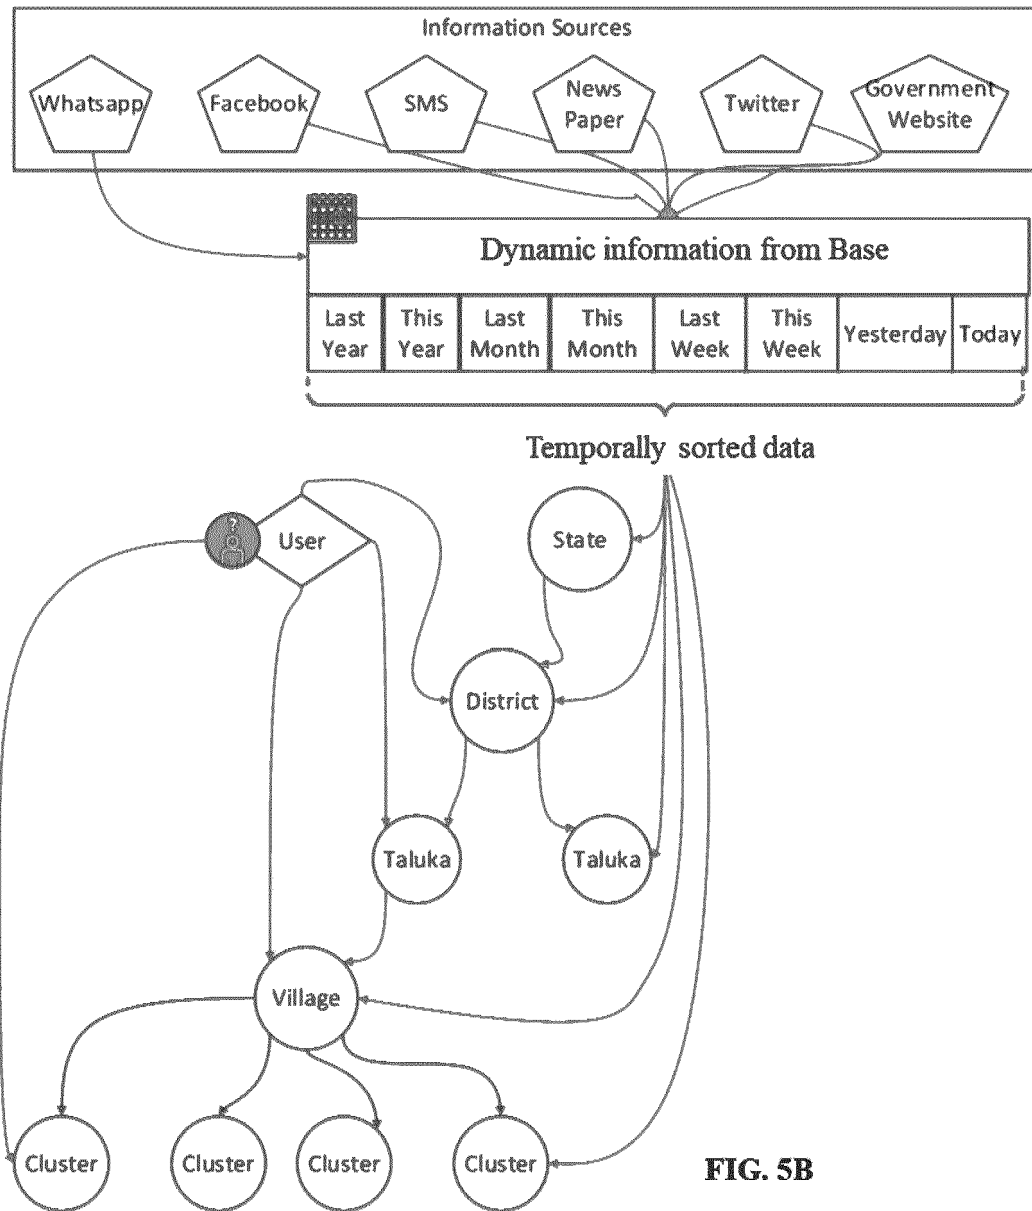 Information Sources
Whatsapp
Facebook
SMS
News
Paper
Twitter
Government
Website
Dynamic information from Base
Last
Year
This
Year
Last
Month
This
Month
Last
Week
This
Week
Yesterday
Today
Temporally sorted data
?
User
State
District
Taluka
Taluka
Village
Cluster
Cluster
Cluster
Cluster
FIG. 5B